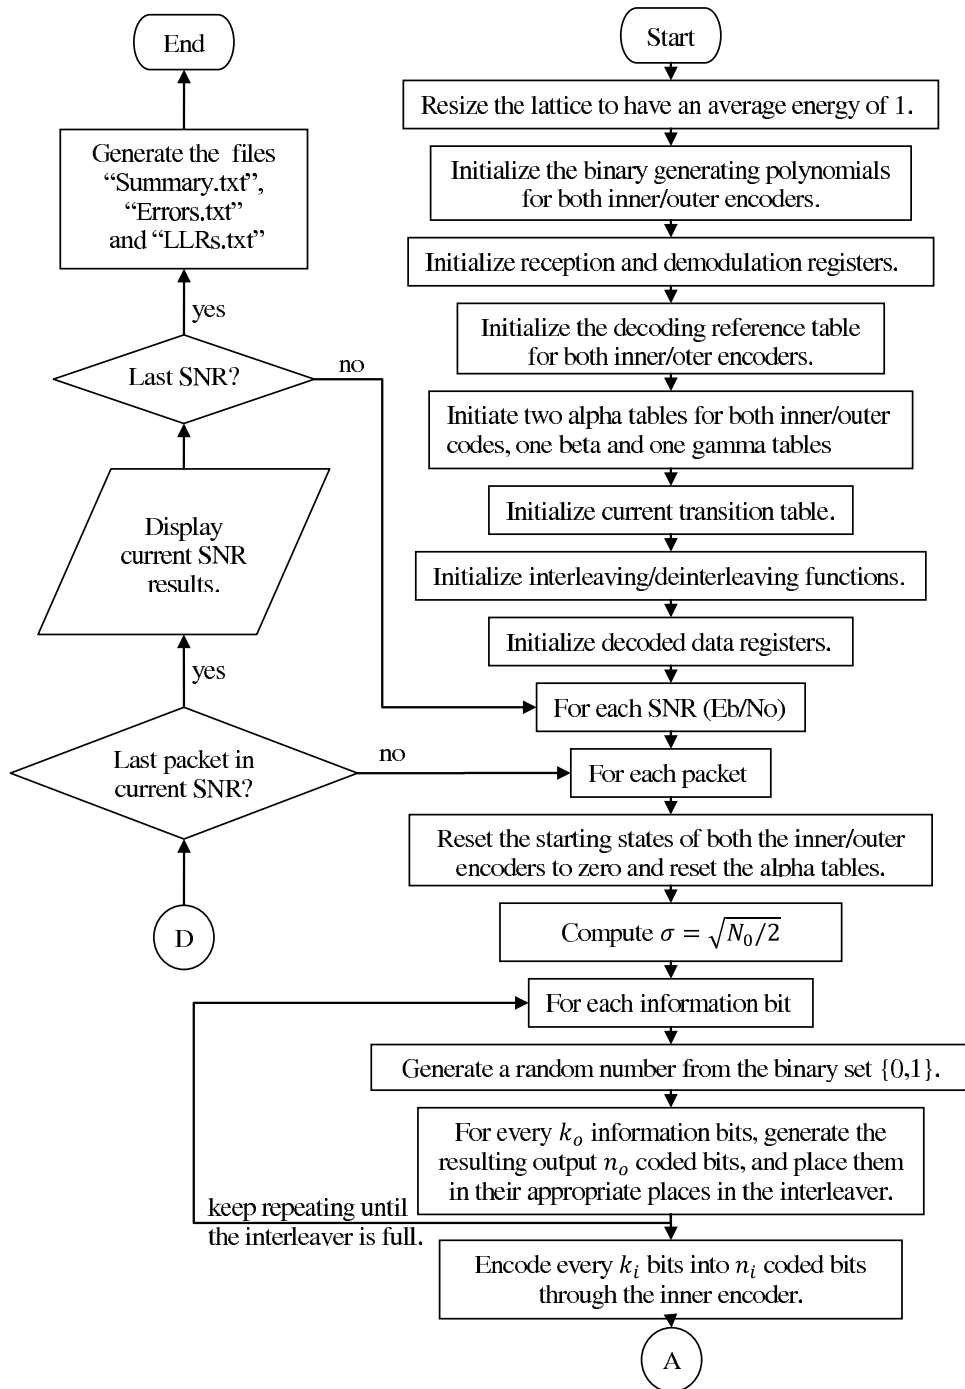 Start
Resize the lattice to have an average energy of 1.
Initialize the binary generating polynomials
for both inner/outer encoders.
Initialize reception and demodulation registers.
Initialize the decoding reference table
for both inner/oter encoders.
Initiate two alpha tables for both inner/outer
codes, one beta and one gamma tables
Initialize current transition table.
Initialize interleaving/deinterleaving functions.
Initialize decoded data registers.
For each SNR (Eb/No)
For each packet
Reset the starting states of both the inner/outer
encoders to zero and reset the alpha tables.
Compute σ = √N₀/2
For each information bit
Generate a random number from the binary set {0,1}.
For every kₒ information bits, generate the
resulting output nₒ coded bits, and place them
in their appropriate places in the interleaver.
keep repeating until
the interleaver is full.
Encode every kᵢ bits into nᵢ coded bits
through the inner encoder.
A
D
Last packet in
current SNR?
no
yes
Display
current SNR
results.
Last SNR?
no
yes
Generate the files
“Summary.txt”,
“Errors.txt”
and “LLRs.txt”
End